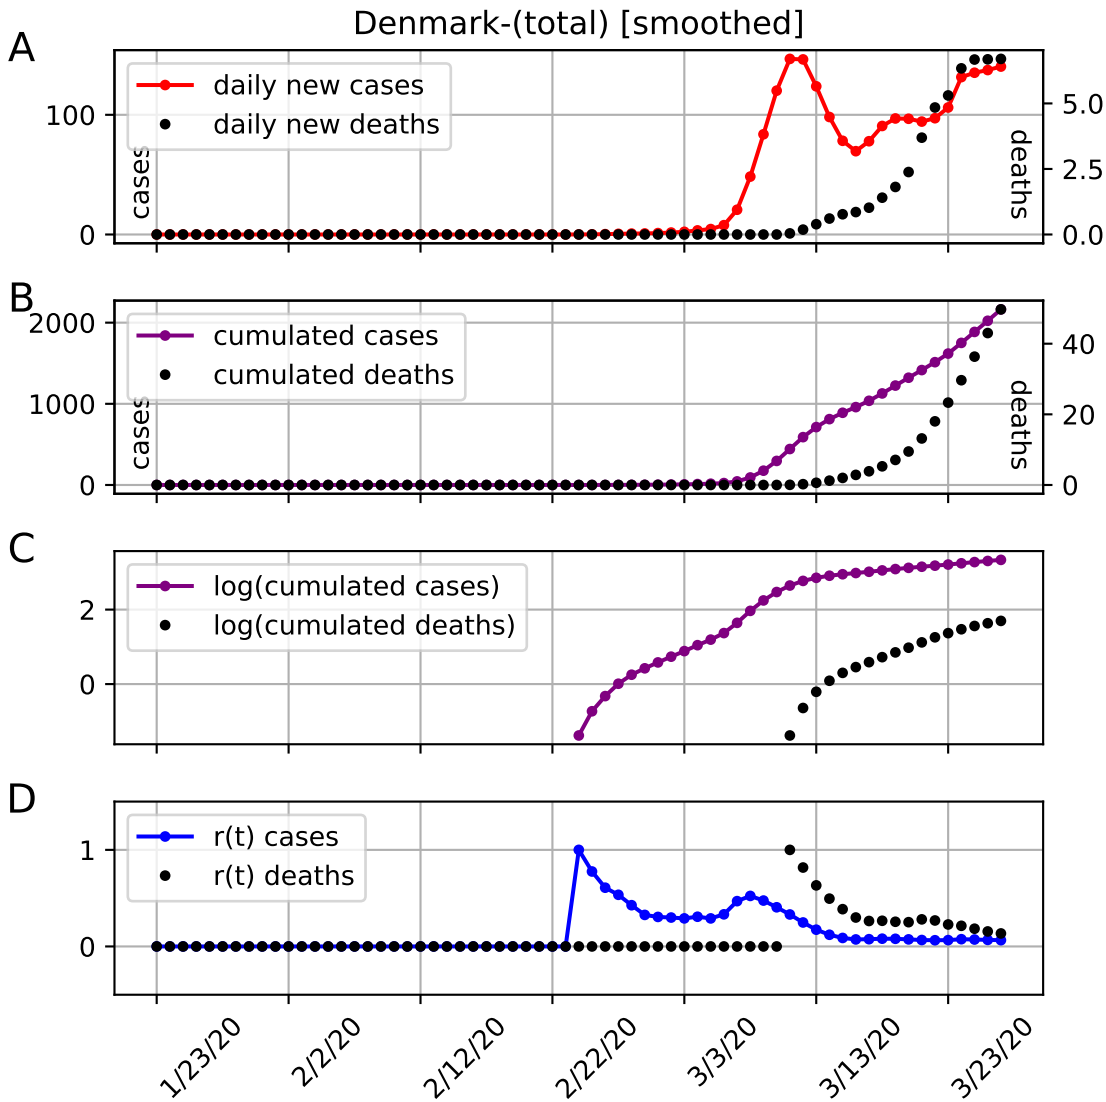 Denmark-(total) [smoothed]
A
daily new cases
daily new deaths
100
0
cases
5.0
2.5
0.0
deaths
B
cumulated cases
cumulated deaths
2000
1000
0
cases
40
20
0
deaths
C
log(cumulated cases)
log(cumulated deaths)
2
0
D
r(t) cases
r(t) deaths
1
0
1/23/20
2/2/20
2/12/20
2/22/20
3/3/20
3/13/20
3/23/20